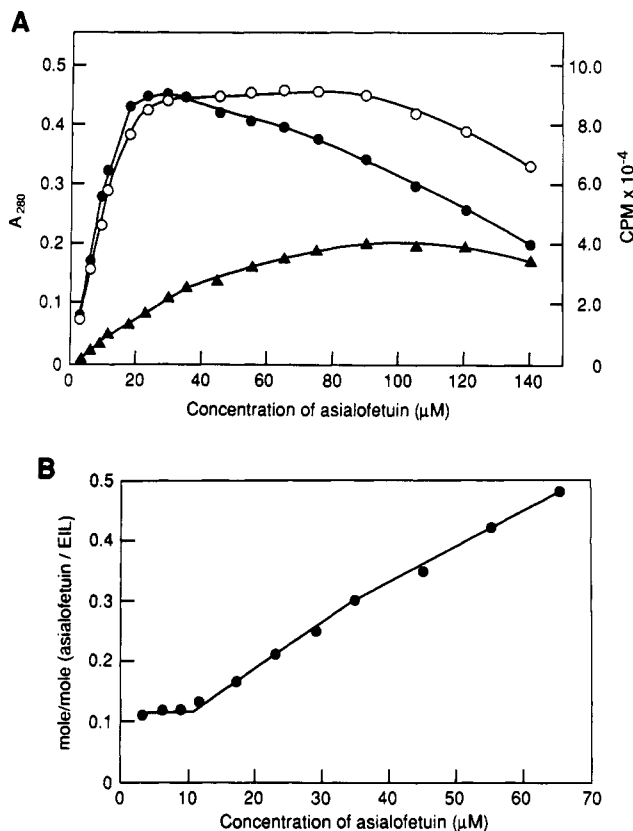 A
0.5
0.4
0.3
0.2
0.1
0
A280
10.0
8.0
6.0
4.0
2.0
0
CPM x 10-4
0 20 40 60 80 100 120 140
Concentration of asialofetuin (μM)
B
0.5
0.4
0.3
0.2
0.1
0
mole/mole (asialofetuin / EIL)
0 10 20 30 40 50 60 70
Concentration of asialofetuin (μM)